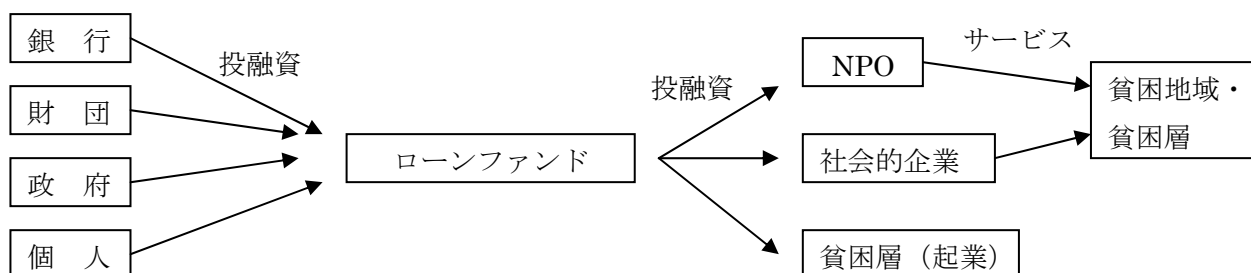 銀　行
財　団
政　府
個　人
投融資
ローンファンド
投融資
NPO
社会的企業
貧困層（起業）
サービス
貧困地域・
貧困層